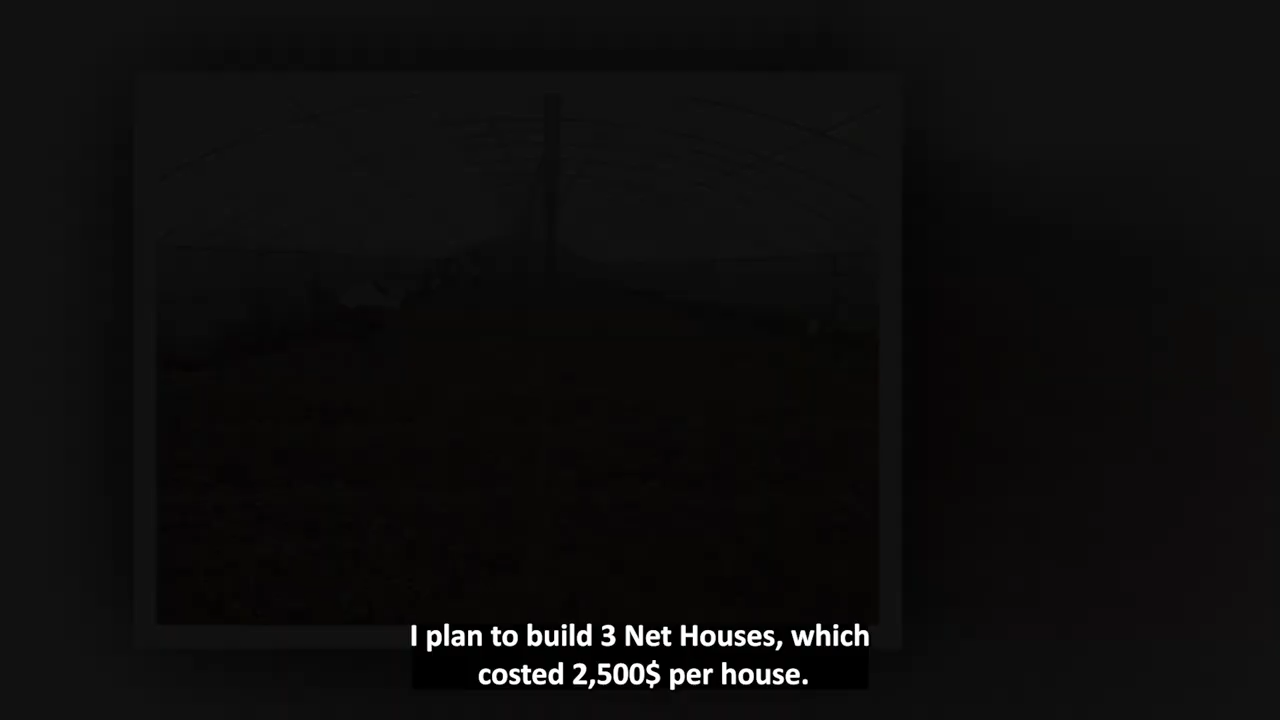 I plan to build 3 Net Houses, which
costed 2,500$ per house.